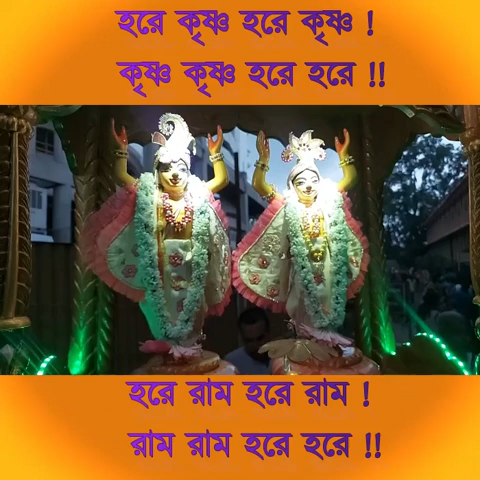 হরে কৃষ্ণ হরে কৃষ্ণ !
কৃষ্ণ কৃষ্ণ হরে হরে !!
হরে রাম হরে রাম !
রাম রাম হরে হরে !!